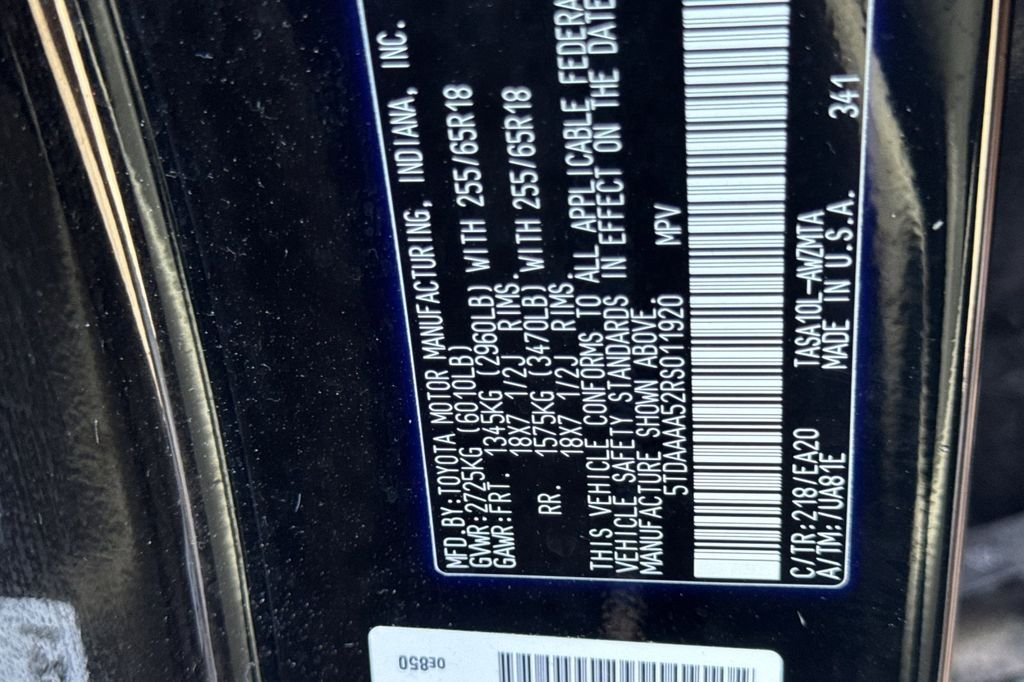 MFD.BY:TOYOTA MOTOR MANUFACTURING, INDIANA, INC.
GVWR:2725KG (6010LB)
GAWR:FRT. 1345KG (2960LB) WITH 255/65R18
18X7 1/2J RIMS.
RR. 1575KG (3470LB) WITH 255/65R18
18X7 1/2J RIMS.
THIS VEHICLE CONFORMS TO ALL APPLICABLE FEDERA
VEHICLE SAFETY STANDARDS IN EFFECT ON THE DATE
MANUFACTURE SHOWN ABOVE.
5TDAAAA52RS011920 MPV
C/TR:218/EA20 TASA10L-AWZMTA 341
A/TM:7UA81E MADE IN U.S.A.
0E850